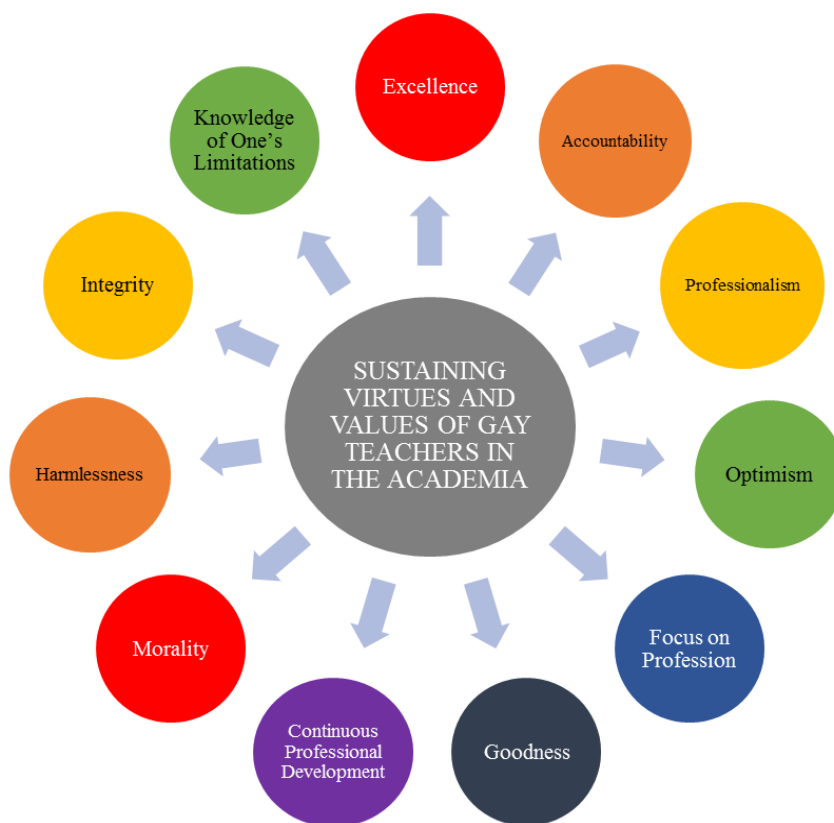 Excellence
Accountability
Professionalism
Optimism
Focus on
Profession
Goodness
Continuous
Professional
Development
Morality
Harmlessness
Integrity
Knowledge
of One’s
Limitations
SUSTAINING
VIRTUES AND
VALUES OF GAY
TEACHERS IN
THE ACADEMIA